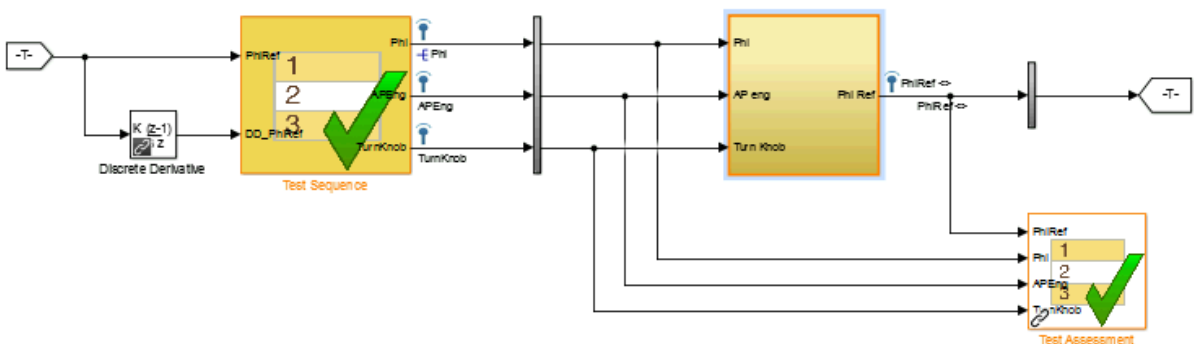 -T-
K (z-1)
z
Discrete Derivative
PhiRef
DD_PhiRef
1
2
3
Phi
APEng
TurnKnob
Test Sequence
Phi
APEng
TurnKnob
Phi
AP eng
Turn Knob
Phi Ref
PhiRef <>
PhiRef <>
-T-
PhiRef
Phi
APEng
TurnKnob
1
2
3
Test Assessment